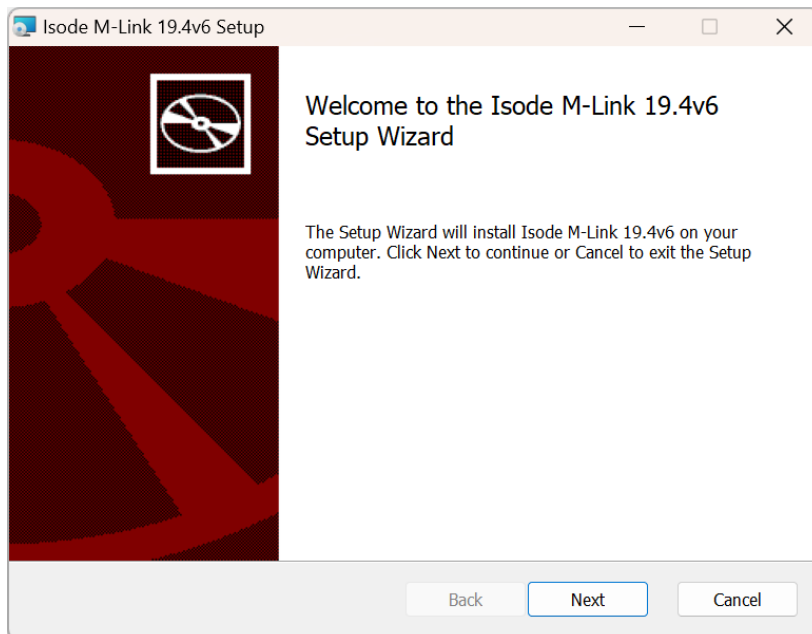 Isode M-Link 19.4v6 Setup
Welcome to the Isode M-Link 19.4v6
Setup Wizard
The Setup Wizard will install Isode M-Link 19.4v6 on your
computer. Click Next to continue or Cancel to exit the Setup
Wizard.
Back Next Cancel